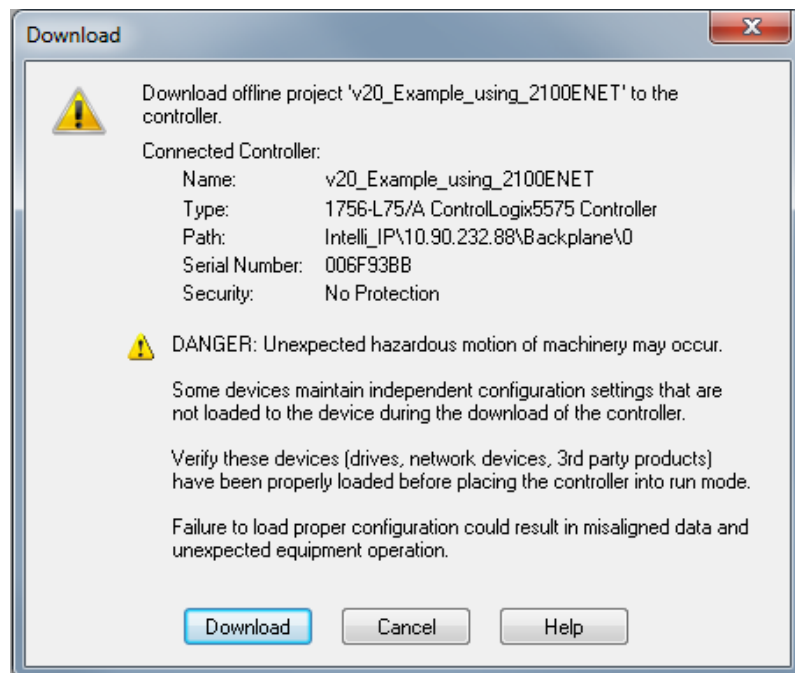 Download
Download offline project 'v20_Example_using_2100ENET' to the
controller.
Connected Controller:
Name: v20_Example_using_2100ENET
Type: 1756-L75/A ControlLogix5575 Controller
Path: Intelli_IP\10.90.232.88\Backplane\0
Serial Number: 006F93BB
Security: No Protection
DANGER: Unexpected hazardous motion of machinery may occur.
Some devices maintain independent configuration settings that are
not loaded to the device during the download of the controller.
Verify these devices (drives, network devices, 3rd party products)
have been properly loaded before placing the controller into run mode.
Failure to load proper configuration could result in misaligned data and
unexpected equipment operation.
Download Cancel Help